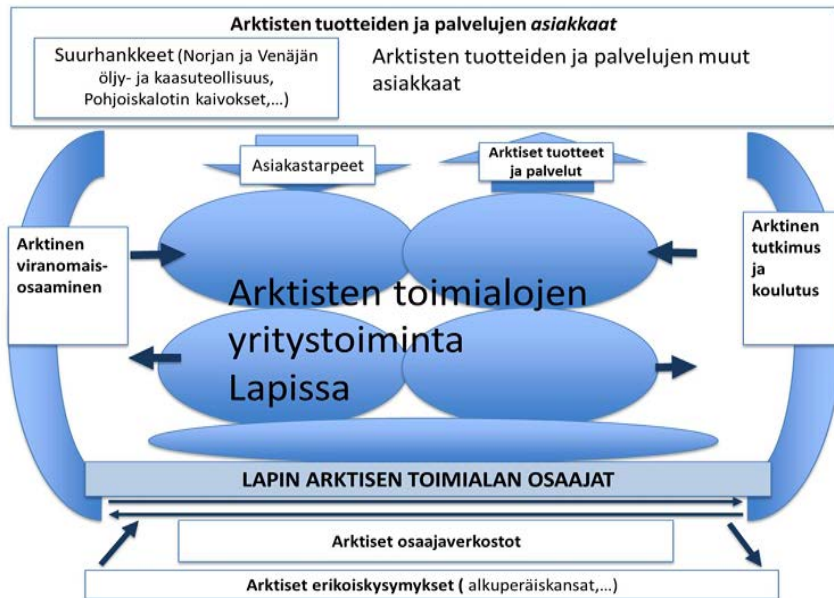 Arktisten tuotteiden ja palvelujen asiakkaat
Suurhankkeet (Norjan ja Venäjän
öljy- ja kaasuteollisuus,
Pohjoiskalotin kaivokset,...)
Arktisten tuotteiden ja palvelujen muut
asiakkaat
Asiakastarpeet
Arktiset tuotteet
ja palvelut
Arktinen
viranomais-
osaaminen
Arktinen
tutkimus
ja
koulutus
Arktisten toimialojen
yritystoiminta
Lapissa
LAPIN ARKTISEN TOIMIALAN OSAAJAT
Arktiset osaajaverkostot
Arktiset erikoiskysymykset ( alkuperäiskansat,...)